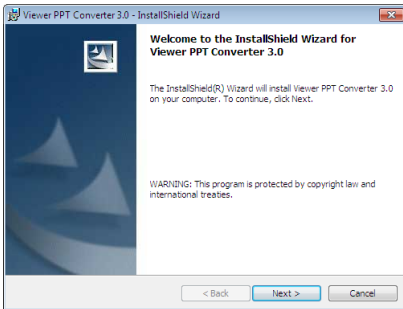 Viewer PPT Converter 3.0 - InstallShield Wizard
Welcome to the InstallShield Wizard for
Viewer PPT Converter 3.0
The InstallShield(R) Wizard will install Viewer PPT Converter 3.0
on your computer. To continue, click Next.
WARNING: This program is protected by copyright law and
international treaties.
< Back
Next >
Cancel